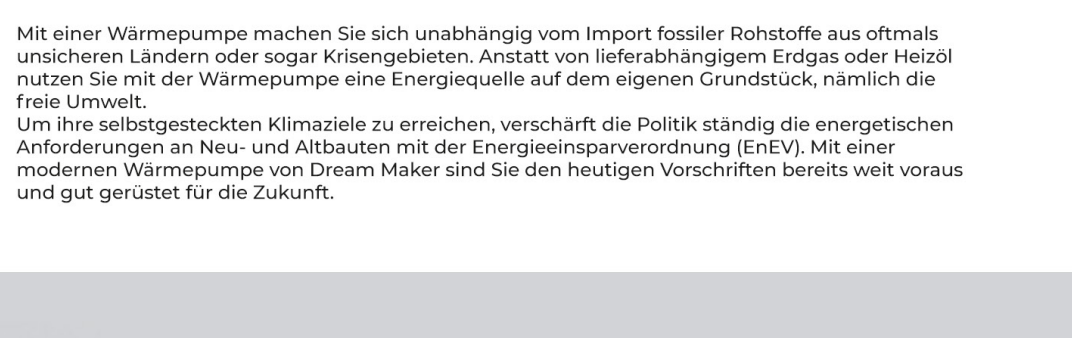 Mit einer Wärmepumpe machen Sie sich unabhängig vom Import fossiler Rohstoffe aus oftmals
unsicheren Ländern oder sogar Krisengebieten. Anstatt von lieferabhängigem Erdgas oder Heizöl
nutzen Sie mit der Wärmepumpe eine Energiequelle auf dem eigenen Grundstück, nämlich die
freie Umwelt.
Um ihre selbstgesteckten Klimaziele zu erreichen, verschärft die Politik ständig die energetischen
Anforderungen an Neu- und Altbauten mit der Energieeinsparverordnung (EnEV). Mit einer
modernen Wärmepumpe von Dream Maker sind Sie den heutigen Vorschriften bereits weit voraus
und gut gerüstet für die Zukunft.